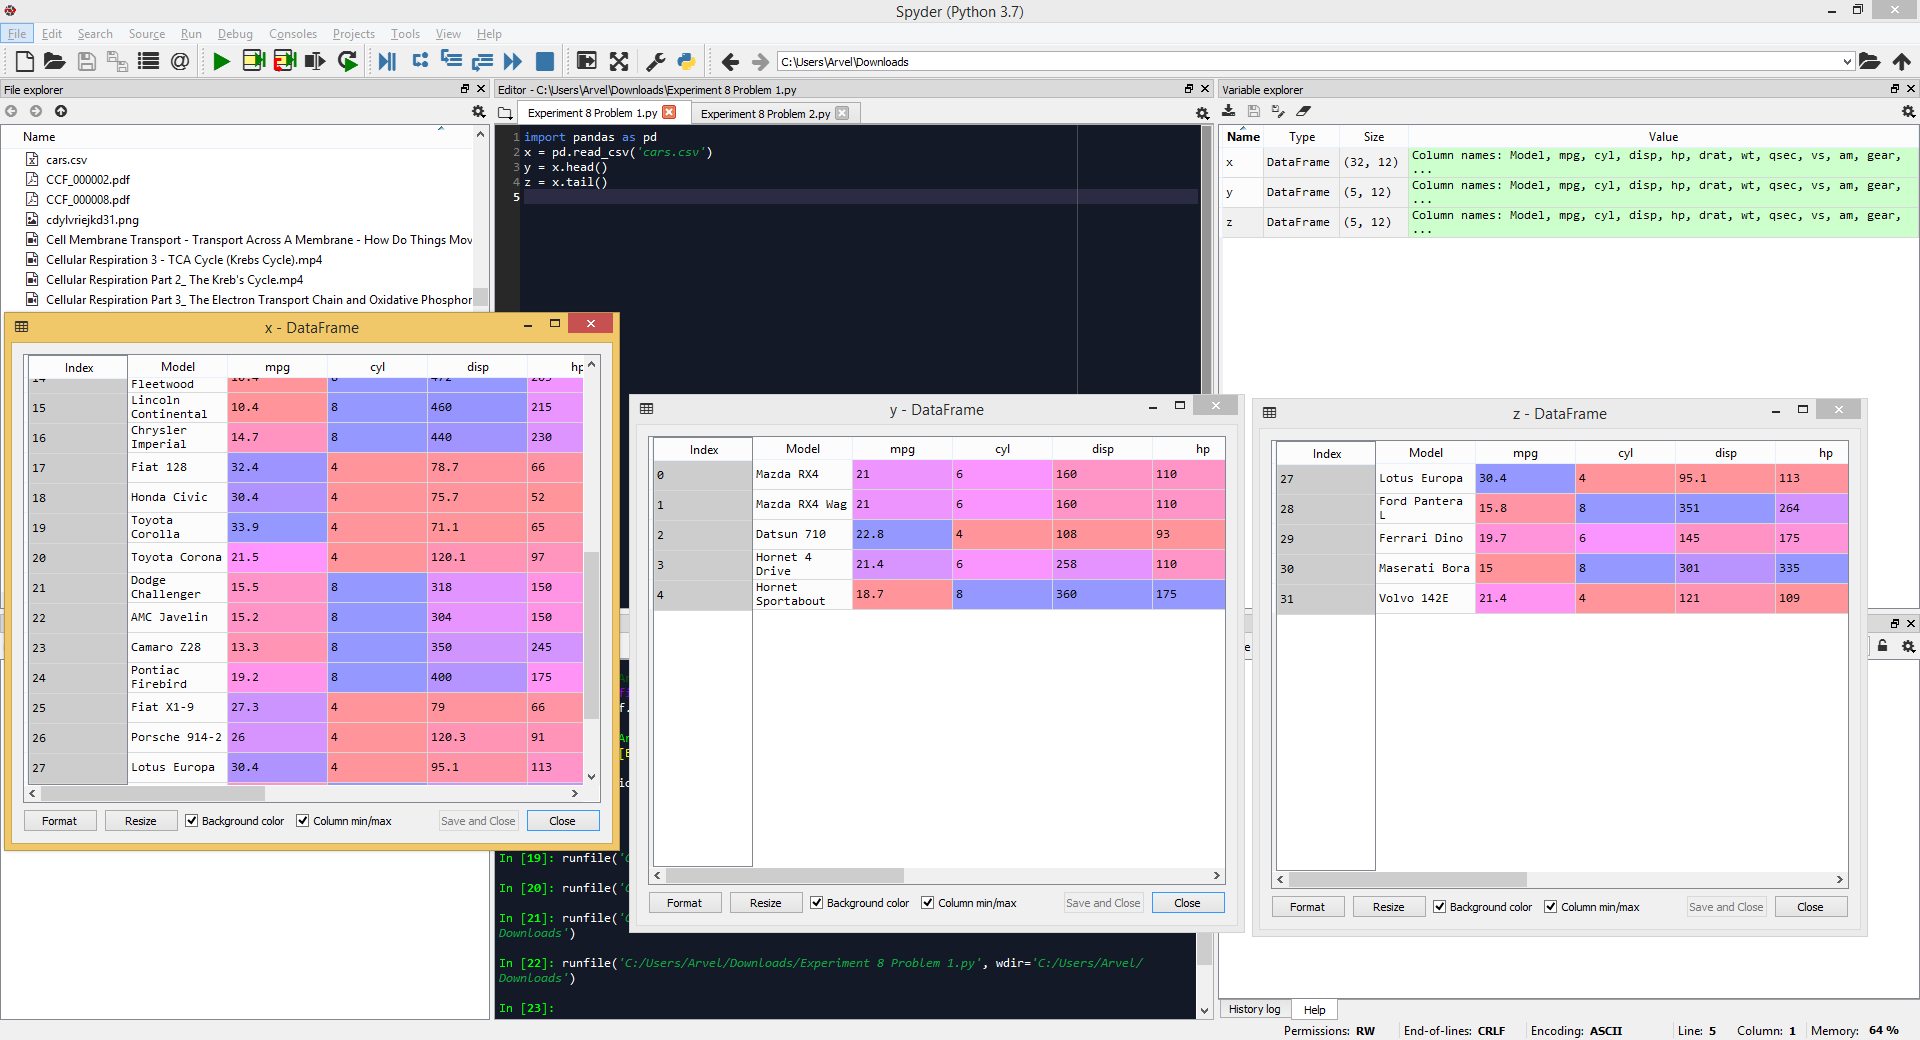 Spyder (Python 3.7)
File Edit Search Source Run Debug Consoles Projects Tools View Help
C:\Users\Arvel\Downloads
File explorer
Name
cars.csv
CCF_000002.pdf
CCF_000008.pdf
cdylvriejkd31.png
Cell Membrane Transport - Transport Across A Membrane - How Do Things Mov
Cellular Respiration 3 - TCA Cycle (Krebs Cycle).mp4
Cellular Respiration Part 2_ The Kreb's Cycle.mp4
Cellular Respiration Part 3_ The Electron Transport Chain and Oxidative Phosphor
Editor - C:\Users\Arvel\Downloads\Experiment 8 Problem 1.py
Experiment 8 Problem 1.py Experiment 8 Problem 2.py
1 import pandas as pd
2 x = pd.read_csv('cars.csv')
3 y = x.head()
4 z = x.tail()
5
Variable explorer
Name Type Size Value
x DataFrame (32, 12) Column names: Model, mpg, cyl, disp, hp, drat, wt, qsec, vs, am, gear,
...
y DataFrame (5, 12) Column names: Model, mpg, cyl, disp, hp, drat, wt, qsec, vs, am, gear,
...
z DataFrame (5, 12) Column names: Model, mpg, cyl, disp, hp, drat, wt, qsec, vs, am, gear,
...
x - DataFrame
Index Model mpg cyl disp hp
14 Fleetwood 10.4 8 472 205
15 Lincoln Continental 10.4 8 460 215
16 Chrysler Imperial 14.7 8 440 230
17 Fiat 128 32.4 4 78.7 66
18 Honda Civic 30.4 4 75.7 52
19 Toyota Corolla 33.9 4 71.1 65
20 Toyota Corona 21.5 4 120.1 97
21 Dodge Challenger 15.5 8 318 150
22 AMC Javelin 15.2 8 304 150
23 Camaro Z28 13.3 8 350 245
24 Pontiac Firebird 19.2 8 400 175
25 Fiat X1-9 27.3 4 79 66
26 Porsche 914-2 26 4 120.3 91
27 Lotus Europa 30.4 4 95.1 113
Format Resize Background color Column min/max Save and Close Close
y - DataFrame
Index Model mpg cyl disp hp
0 Mazda RX4 21 6 160 110
1 Mazda RX4 Wag 21 6 160 110
2 Datsun 710 22.8 4 108 93
3 Hornet 4 Drive 21.4 6 258 110
4 Hornet Sportabout 18.7 8 360 175
Format Resize Background color Column min/max Save and Close Close
z - DataFrame
Index Model mpg cyl disp hp
27 Lotus Europa 30.4 4 95.1 113
28 Ford Pantera L 15.8 8 351 264
29 Ferrari Dino 19.7 6 145 175
30 Maserati Bora 15 8 301 335
31 Volvo 142E 21.4 4 121 109
Format Resize Background color Column min/max Save and Close Close
In [19]: runfile('
In [20]: runfile('
In [21]: runfile('
Downloads')
In [22]: runfile('C:/Users/Arvel/Downloads/Experiment 8 Problem 1.py', wdir='C:/Users/Arvel/
Downloads')
In [23]:
History log Help
Permissions: RW End-of-lines: CRLF Encoding: ASCII Line: 5 Column: 1 Memory: 64 %